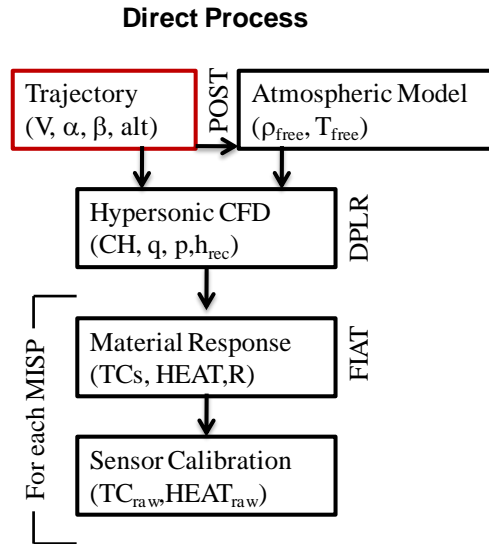 Direct Process
Trajectory
(V, α, β, alt)
POST
Atmospheric Model
(ρfree, Tfree)
Hypersonic CFD
(CH, q, p,hrec)
DPLR
For each MISP
Material Response
(TCs, HEAT,R)
FIAT
Sensor Calibration
(TCraw,HEATraw)